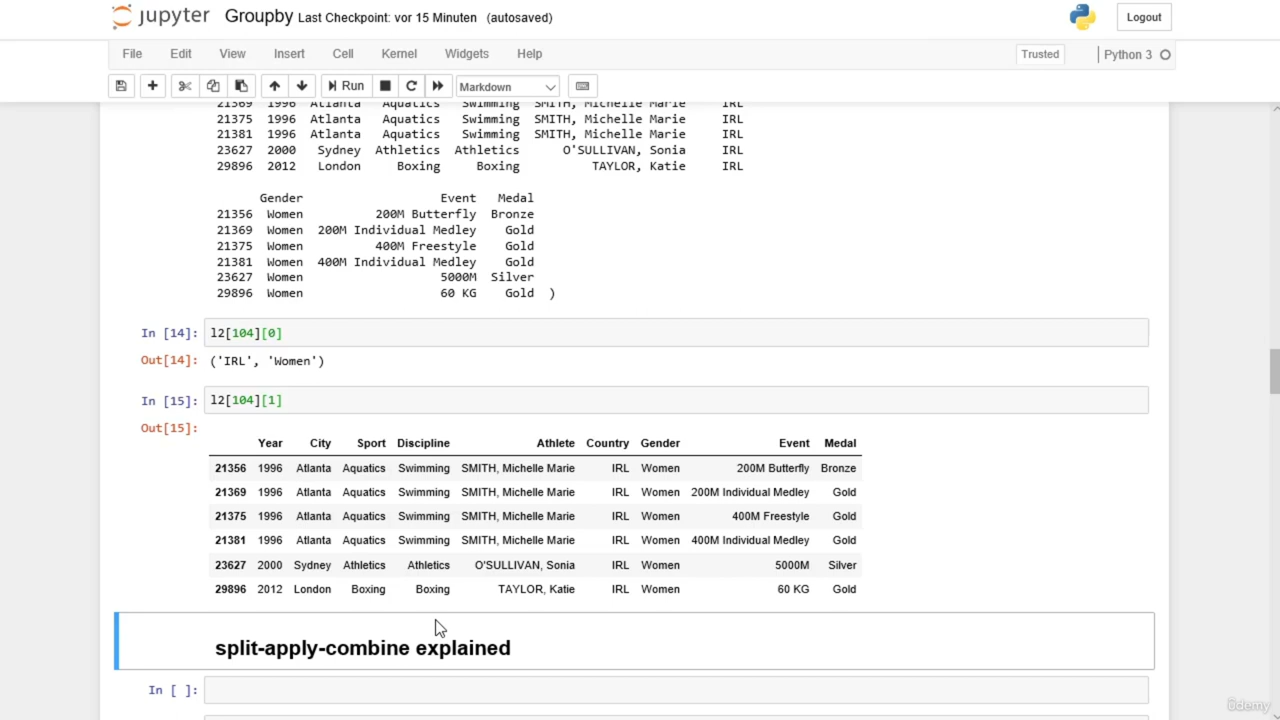 jupyter Groupby Last Checkpoint: vor 15 Minuten (autosaved) Logout
File Edit View Insert Cell Kernel Widgets Help Trusted Python 3
Run Markdown
21369 1996 Atlanta Aquatics Swimming SMITH, Michelle Marie IRL
21375 1996 Atlanta Aquatics Swimming SMITH, Michelle Marie IRL
21381 1996 Atlanta Aquatics Swimming SMITH, Michelle Marie IRL
23627 2000 Sydney Athletics Athletics O'SULLIVAN, Sonia IRL
29896 2012 London Boxing Boxing TAYLOR, Katie IRL
Gender Event Medal
21356 Women 200M Butterfly Bronze
21369 Women 200M Individual Medley Gold
21375 Women 400M Freestyle Gold
21381 Women 400M Individual Medley Gold
23627 Women 5000M Silver
29896 Women 60 KG Gold )
In [14]: l2[104][0]
Out[14]: ('IRL', 'Women')
In [15]: l2[104][1]
Out[15]:
Year City Sport Discipline Athlete Country Gender Event Medal
21356 1996 Atlanta Aquatics Swimming SMITH, Michelle Marie IRL Women 200M Butterfly Bronze
21369 1996 Atlanta Aquatics Swimming SMITH, Michelle Marie IRL Women 200M Individual Medley Gold
21375 1996 Atlanta Aquatics Swimming SMITH, Michelle Marie IRL Women 400M Freestyle Gold
21381 1996 Atlanta Aquatics Swimming SMITH, Michelle Marie IRL Women 400M Individual Medley Gold
23627 2000 Sydney Athletics Athletics O'SULLIVAN, Sonia IRL Women 5000M Silver
29896 2012 London Boxing Boxing TAYLOR, Katie IRL Women 60 KG Gold
split-apply-combine explained
In [ ]:
ûdemy